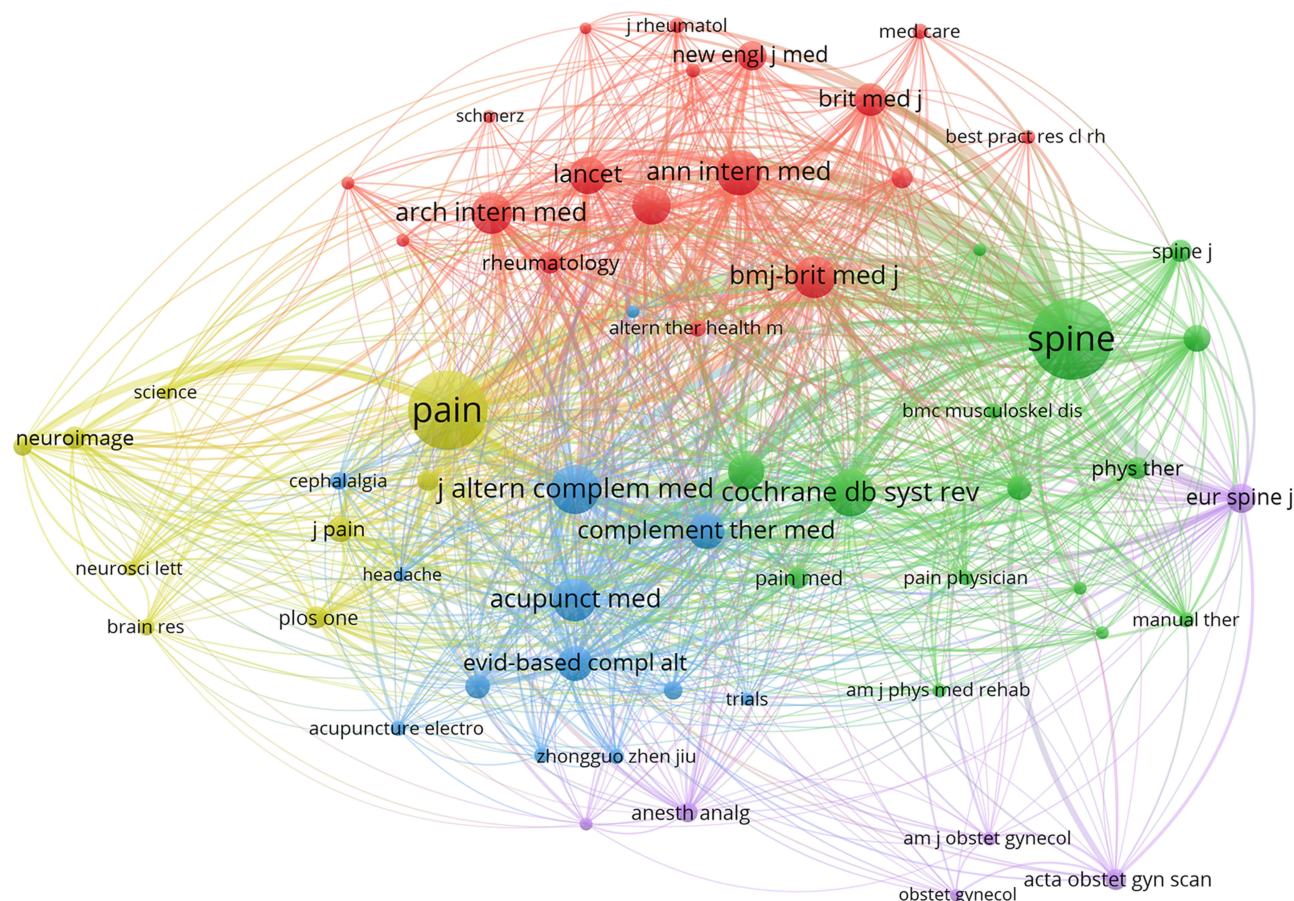 j rheumatol
med care
new engl j med
brit med j
schmerz
best pract res cl rh
lancet
ann intern med
arch intern med
spine j
rheumatology
bmj-brit med j
altern ther health m
spine
science
pain
bmc musculoskel dis
neuroimage
phys ther
cephalalgia
j altern complem med
cochrane db syst rev
eur spine j
j pain
complement ther med
neurosci lett
headache
pain med
pain physician
acupunct med
plos one
brain res
manual ther
evid-based compl alt
am j phys med rehab
trials
acupuncture electro
zhongguo zhen jiu
anesth analg
am j obstet gynecol
acta obstet gyn scan
obstet gynecol